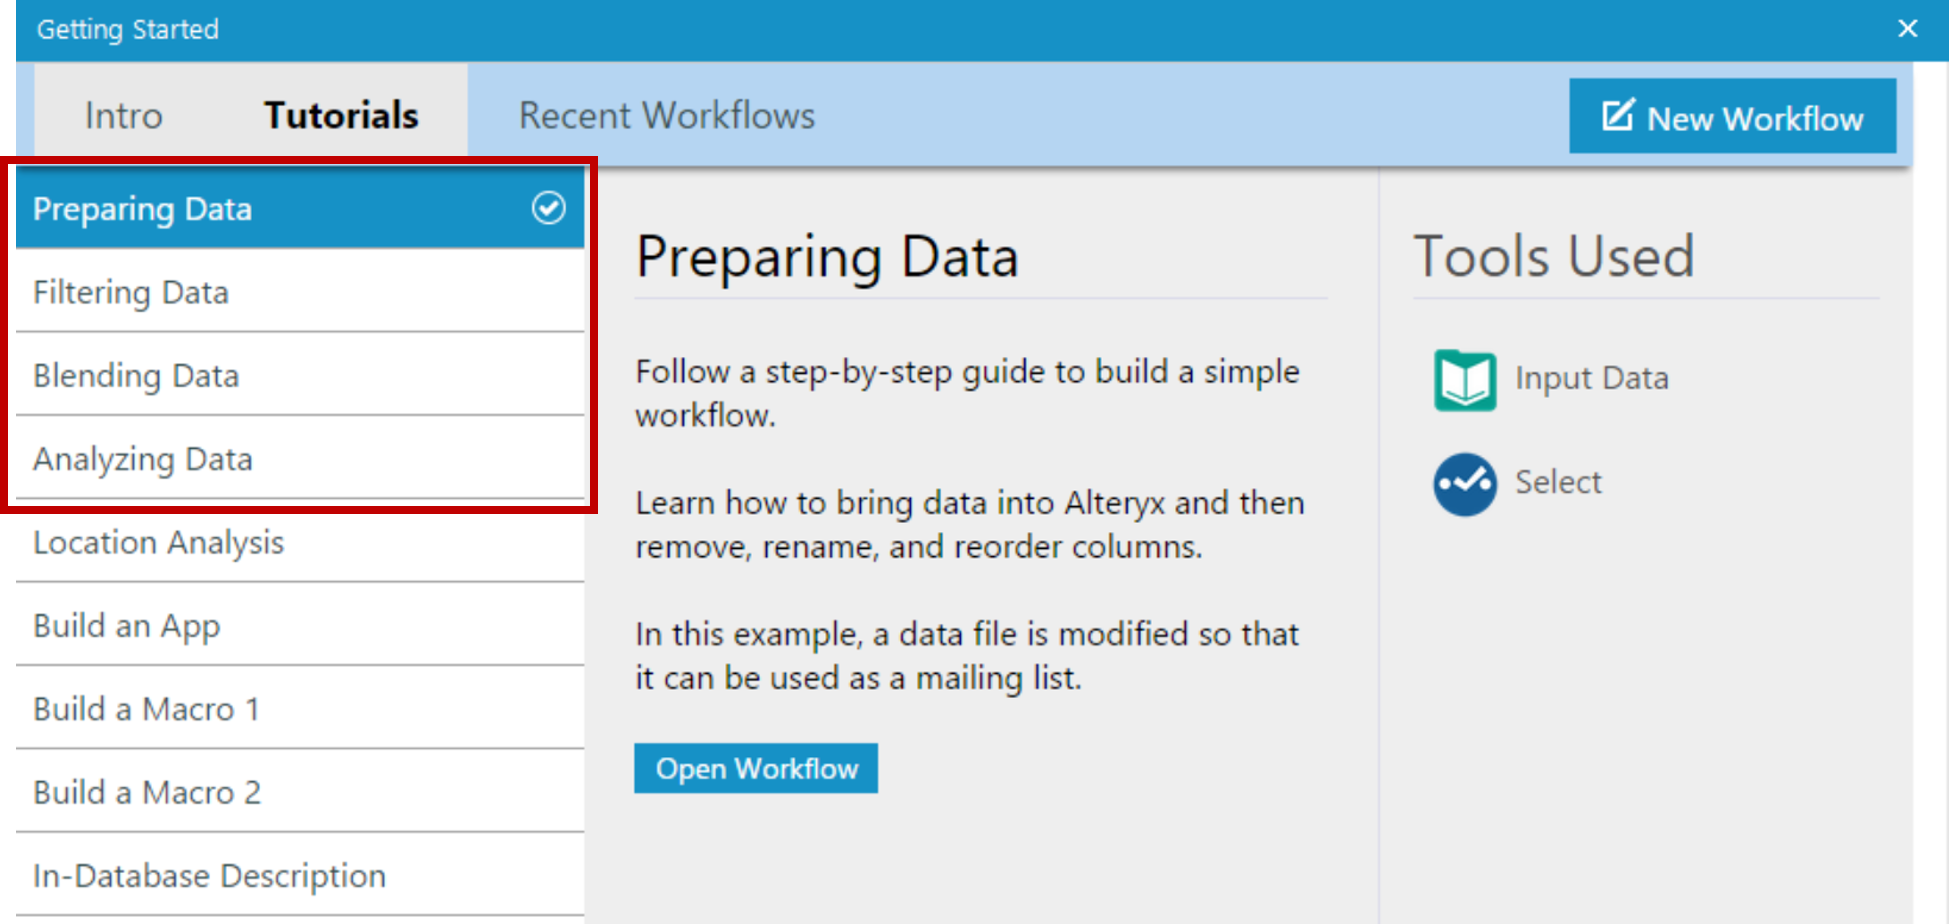 Getting Started
Intro
Tutorials
Recent Workflows
New Workflow
Preparing Data
Filtering Data
Blending Data
Analyzing Data
Location Analysis
Build an App
Build a Macro 1
Build a Macro 2
In-Database Description
Preparing Data
Follow a step-by-step guide to build a simple
workflow.
Learn how to bring data into Alteryx and then
remove, rename, and reorder columns.
In this example, a data file is modified so that
it can be used as a mailing list.
Open Workflow
Tools Used
Input Data
Select